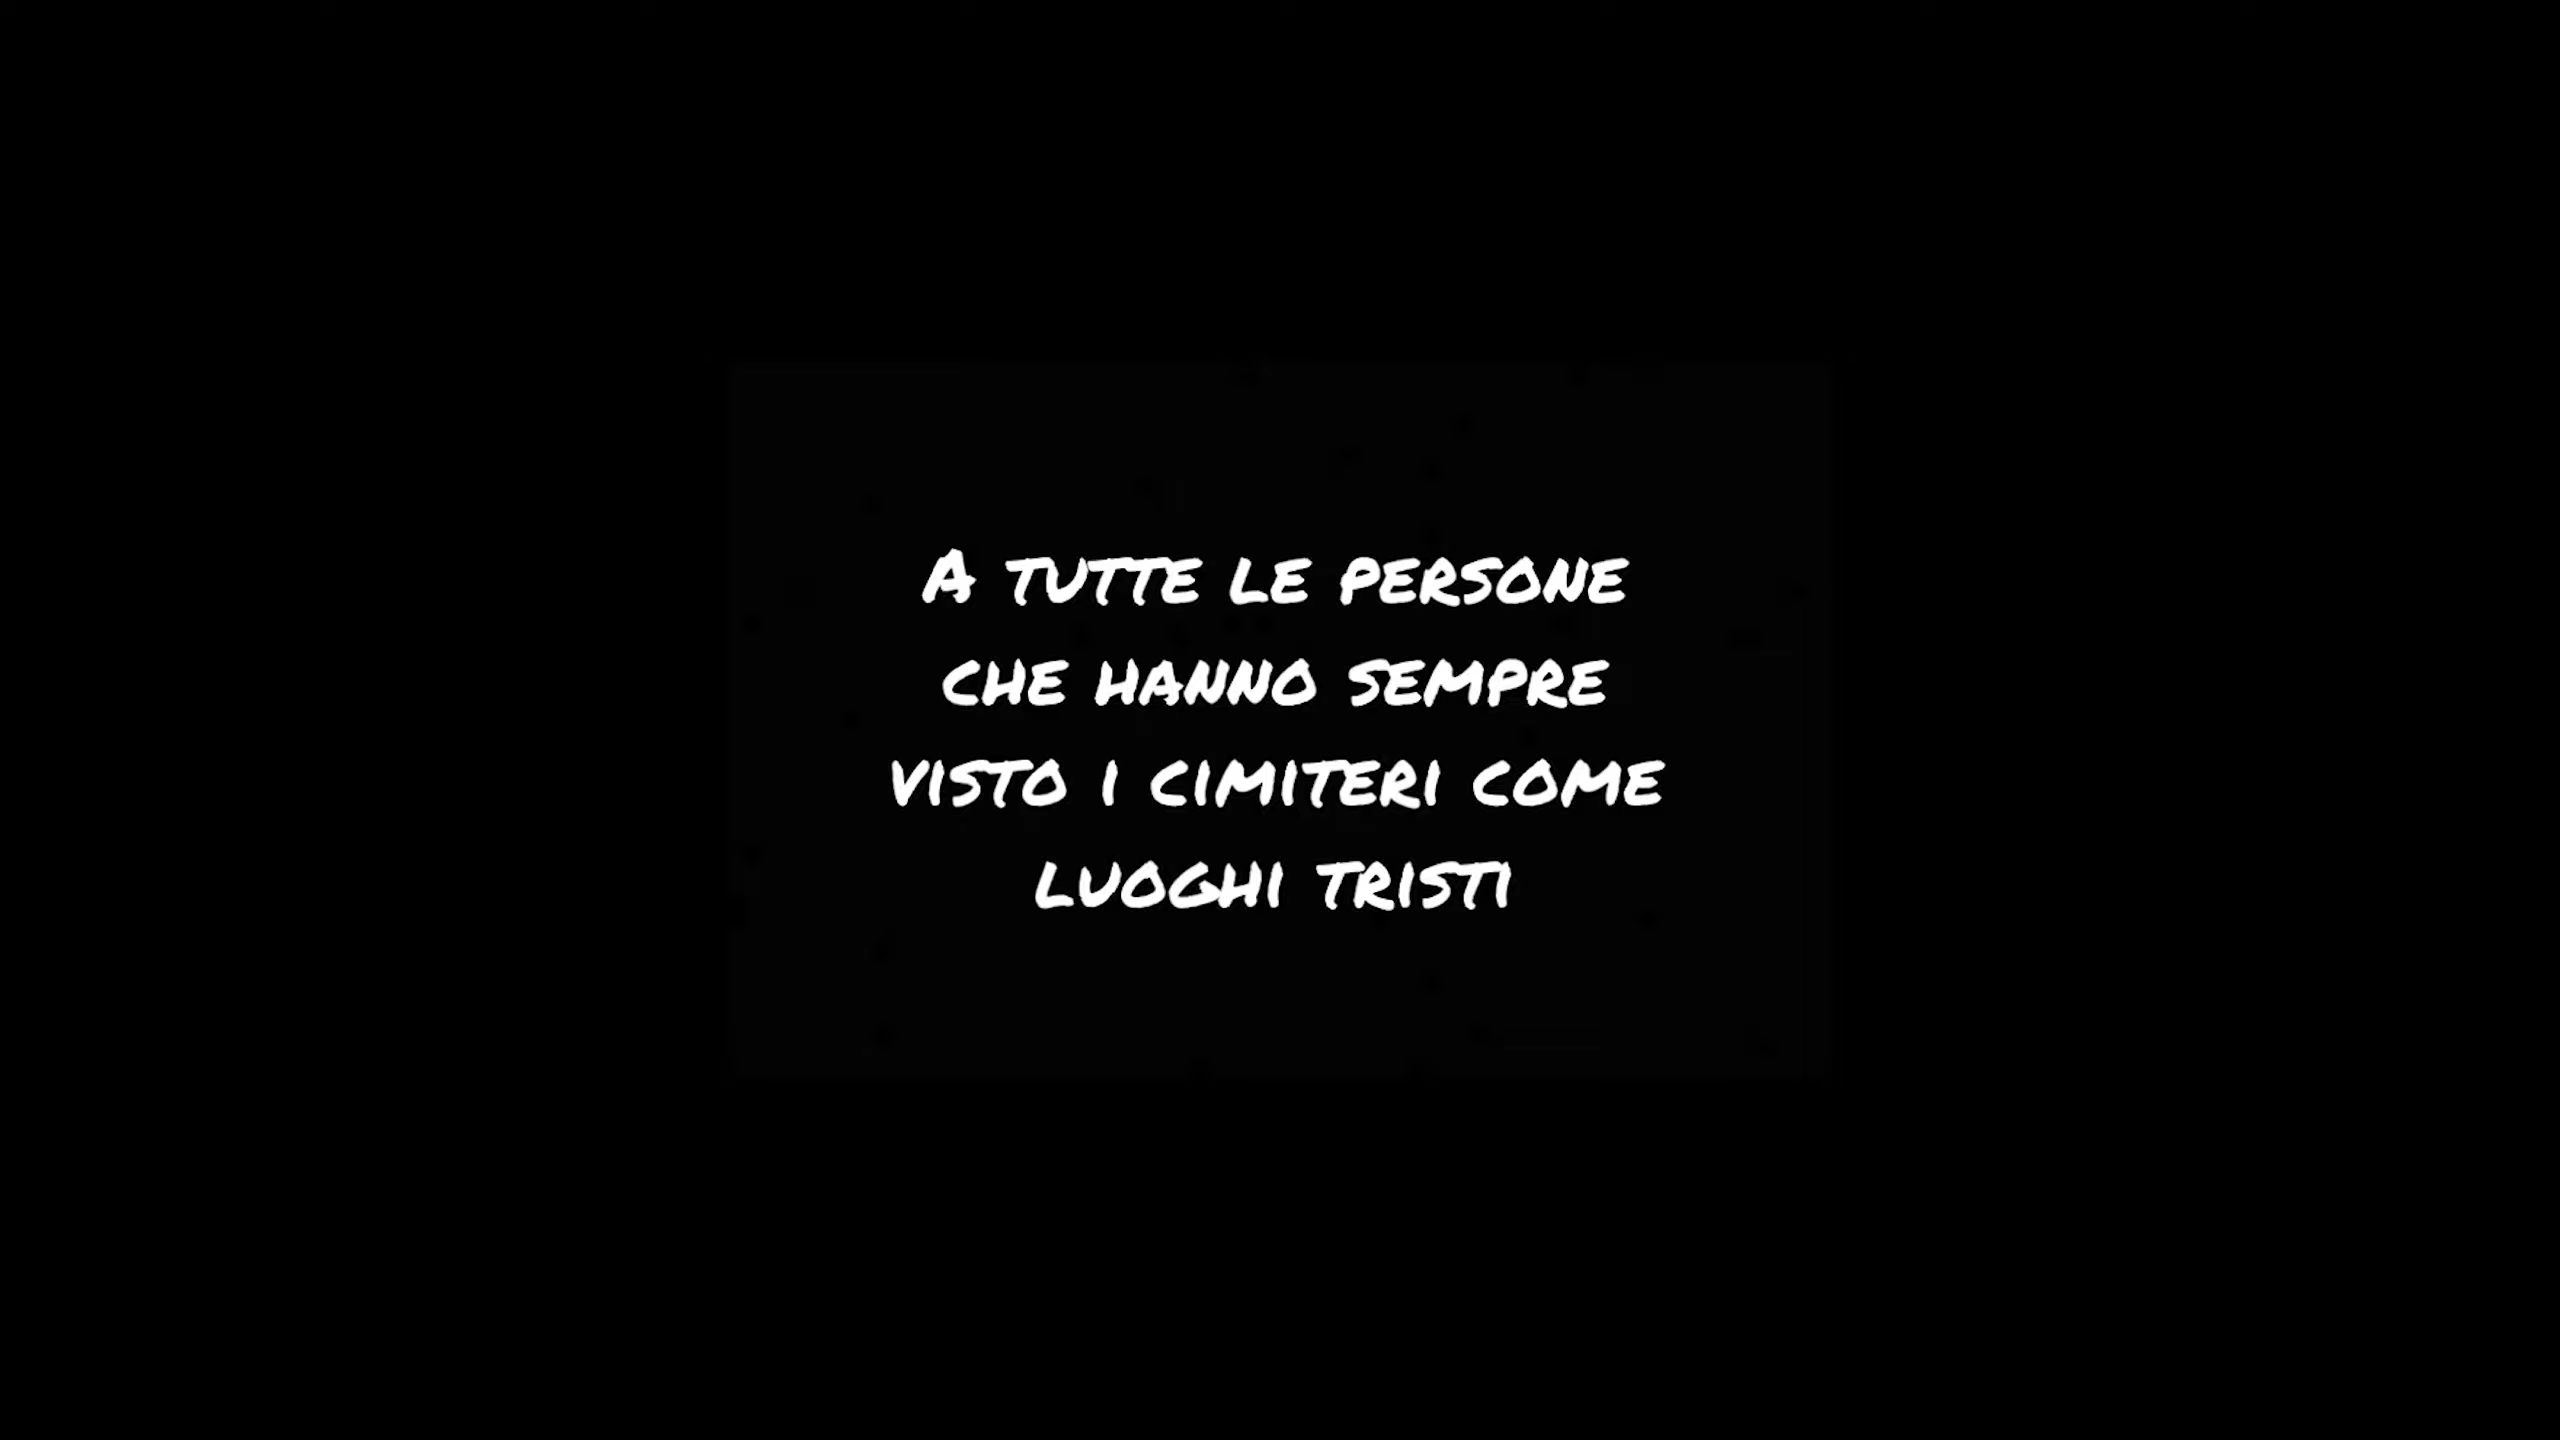 A TUTTE LE PERSONE
CHE HANNO SEMPRE
VISTO I CIMITERI COME
LUOGHI TRISTI